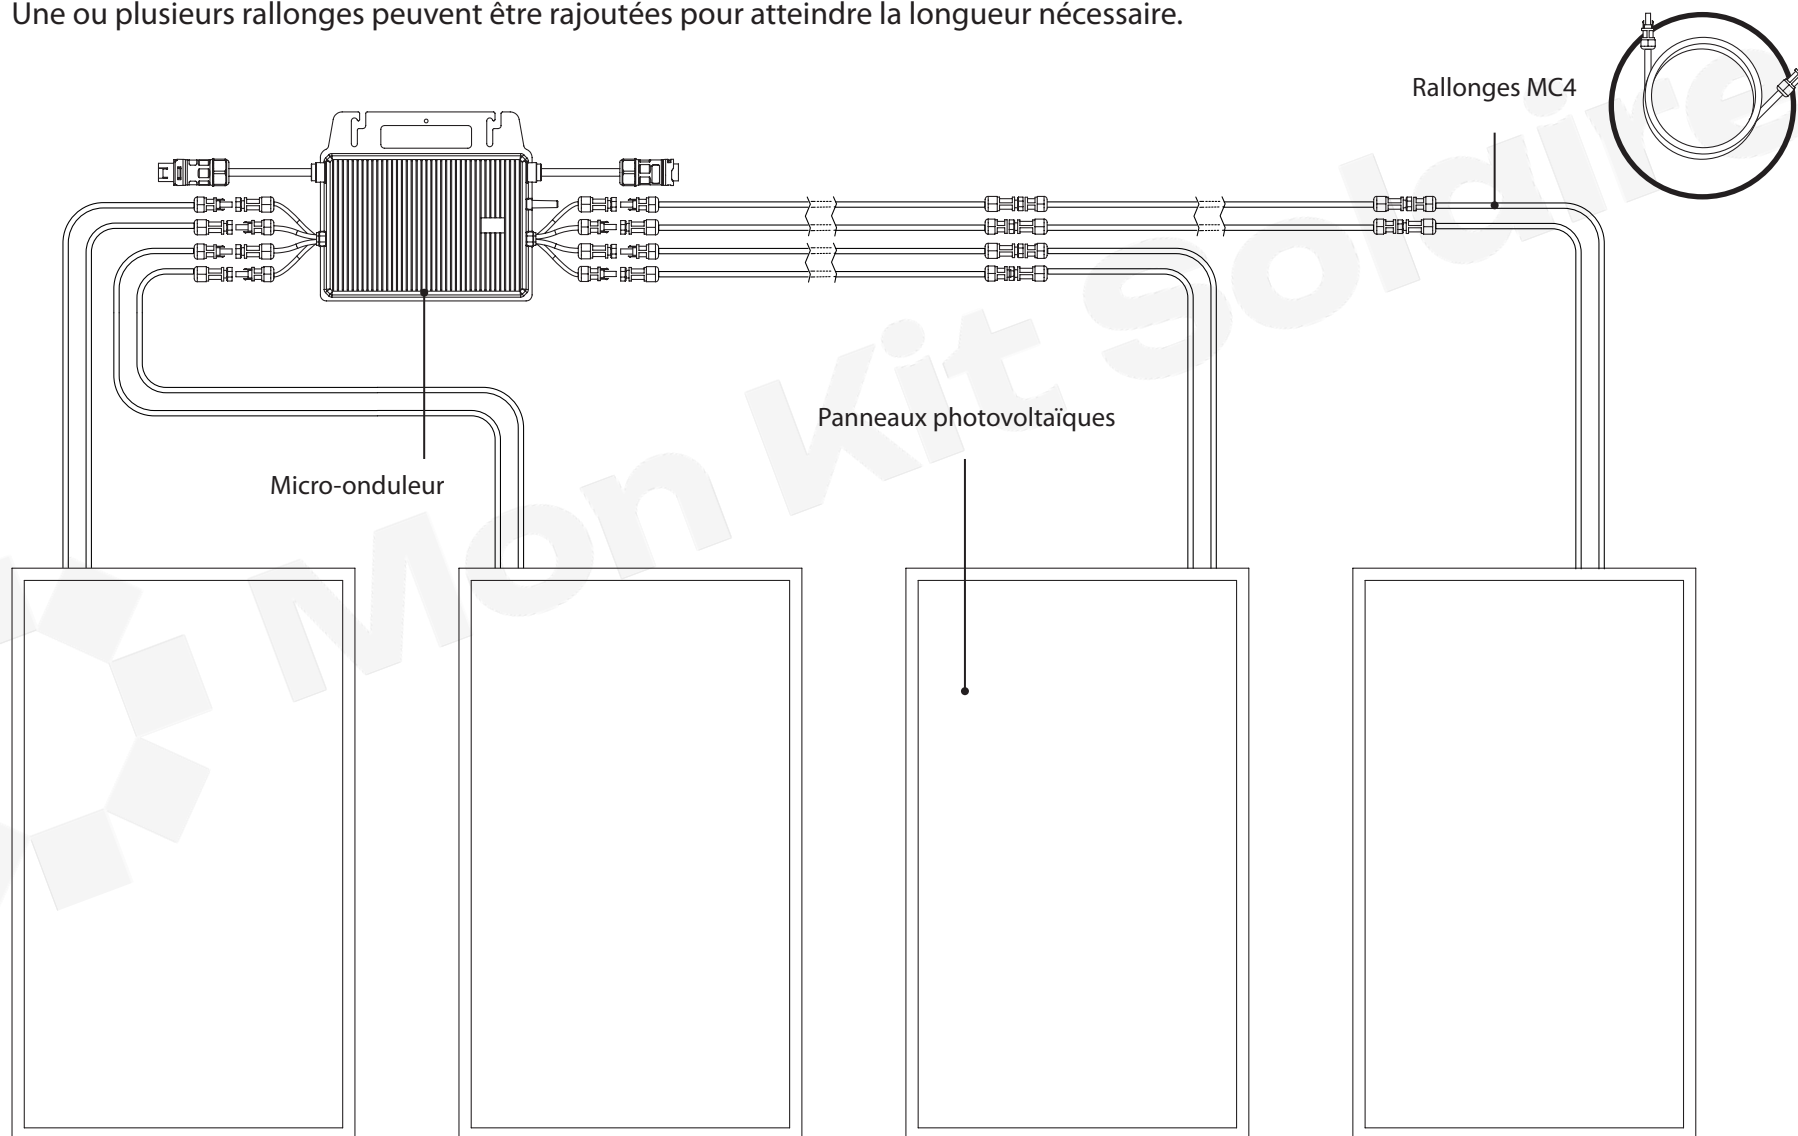 Une ou plusieurs rallonges peuvent être rajoutées pour atteindre la longueur nécessaire.
Rallonges MC4
Panneaux photovoltaïques
Micro-onduleur
Mon Kit Solaire